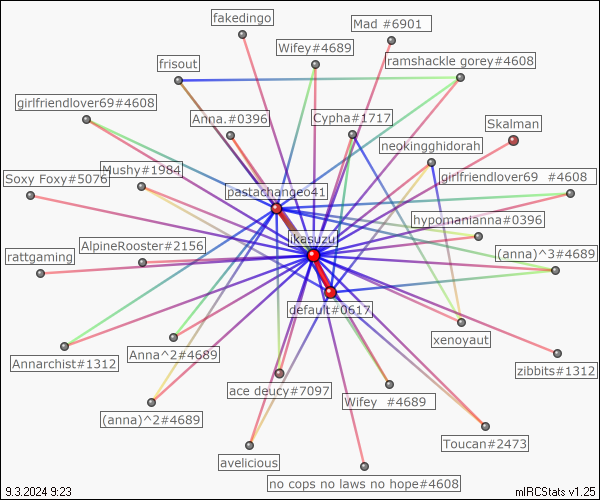 fakedingo
Mad #6901
Wifey#4689
ramshackle gorey#4608
frisout
girlfriendlover69#4608
Anna.#0396
Cypha#1717
Skalman
neokingghidorah
Mushy#1984
Soxy Foxy#5076
girlfriendlover69 #4608
pastachangeo41
hypomanianna#0396
ikasuzu
AlpineRooster#2156
rattgaming
(anna)^3#4689
default#0617
xenoyaut
Annarchist#1312
Anna^2#4689
zibbits#1312
ace deucy#7097
Wifey #4689
(anna)^2#4689
Toucan#2473
avelicious
no cops no laws no hope#4608
9.3.2024 9:23
mIRCStats v1.25